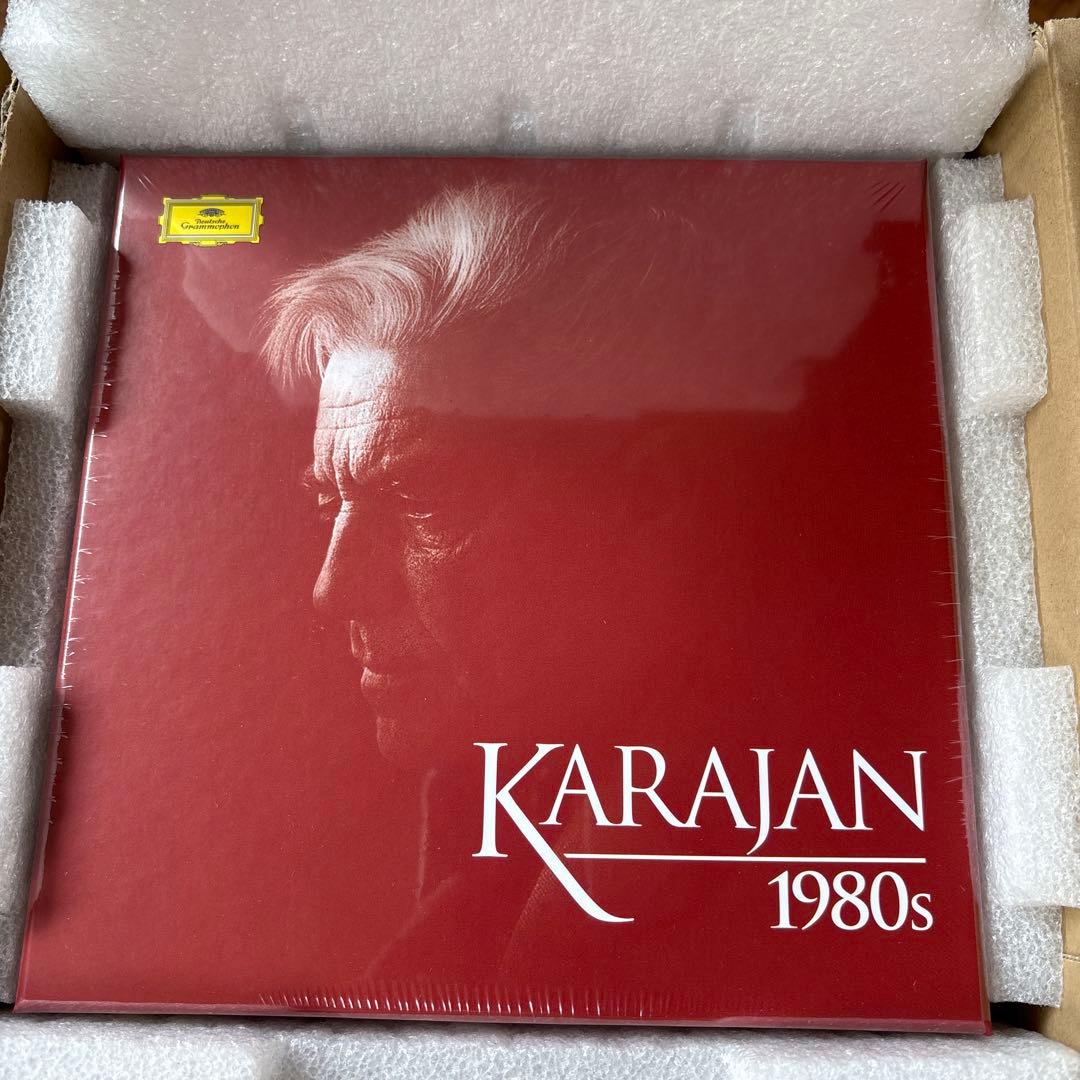 Deutsche
Grammophon
KARAJAN
1980s